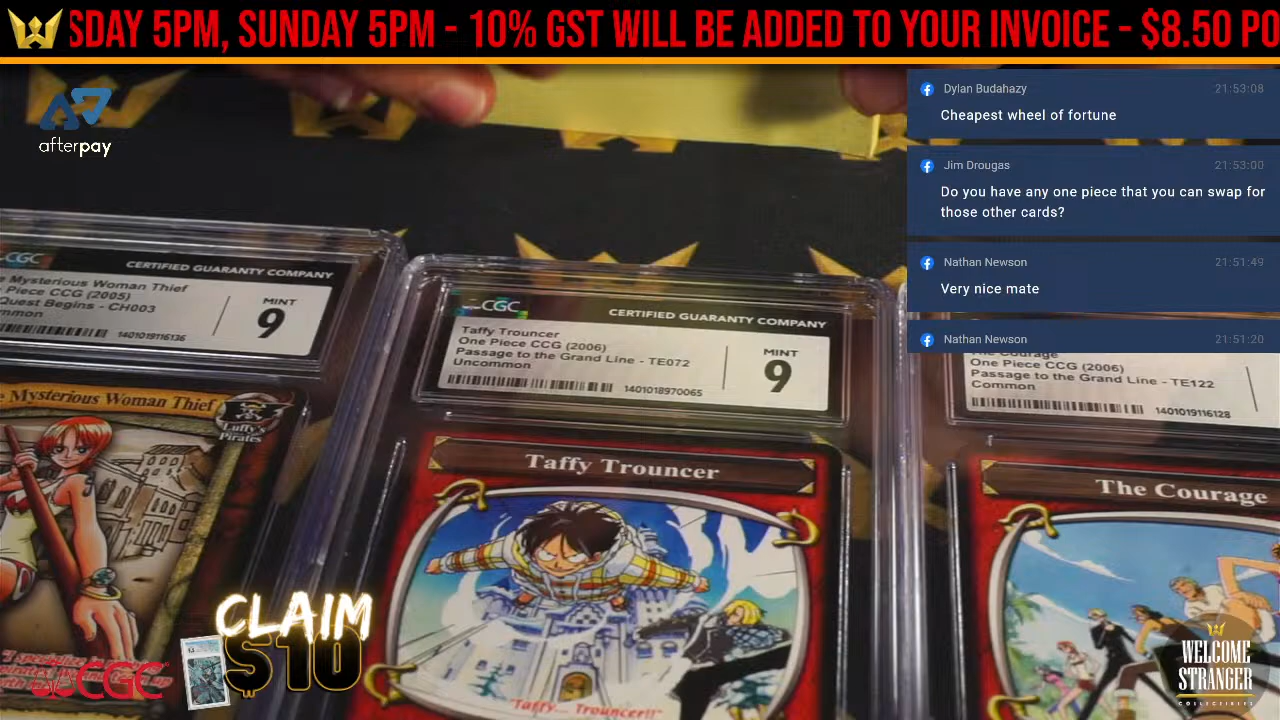 SDAY 5PM, SUNDAY 5PM - 10% GST WILL BE ADDED TO YOUR INVOICE - $8.50 PO
afterpay
Dylan Budahazy 21:53:08
Cheapest wheel of fortune
Jim Drougas 21:53:00
Do you have any one piece that you can swap for
those other cards?
Nathan Newson 21:51:49
Very nice mate
Nathan Newson 21:51:20
CGC
CERTIFIED GUARANTY COMPANY
e Mysterious Woman Thief
Piece CCG (2005)
Quest Begins - CH003
mmon
1401019116136
MINT
9
e Mysterious Woman Thief
Luffy's
Pirates
CGC
CERTIFIED GUARANTY COMPANY
Taffy Trouncer
One Piece CCG (2006)
Passage to the Grand Line - TE072
Uncommon
1401018970065
MINT
9
Taffy Trouncer
"Taffy... Trouncer!!"
The Courage
One Piece CCG (2006)
Passage to the Grand Line - TE122
Common
1401019116128
The Courage
CLAIM
$10
CGC
WELCOME
STRANGER
COLLECTIBLES